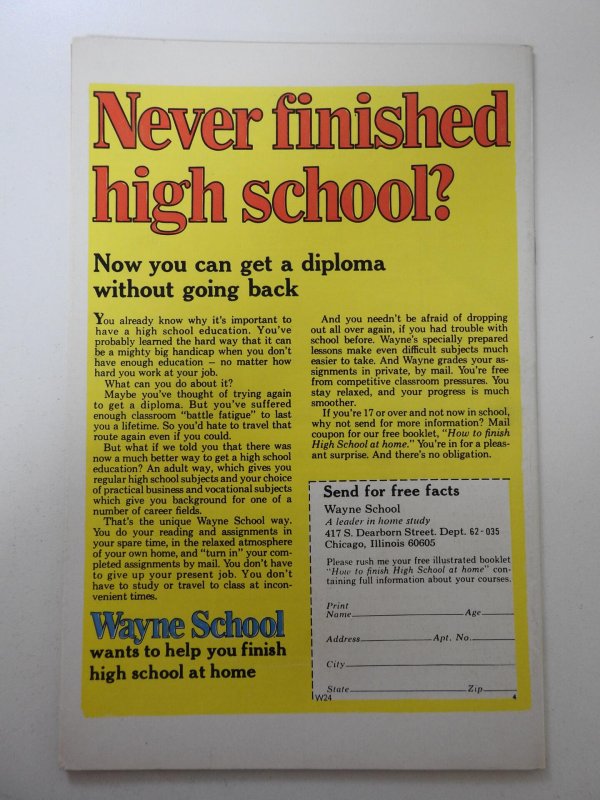 Never finished
high school?
Now you can get a diploma
without going back
You already know why it's important to
have a high school education. You've
probably learned the hard way that it can
be a mighty big handicap when you don't
have enough education – no matter how
hard you work at your job.
What can you do about it?
Maybe you've thought of trying again
to get a diploma. But you've suffered
enough classroom "battle fatigue" to last
you a lifetime. So you'd hate to travel that
route again even if you could.
But what if we told you that there was
now a much better way to get a high school
education? An adult way, which gives you
regular high school subjects and your choice
of practical business and vocational subjects
which give you background for one of a
number of career fields.
That's the unique Wayne School way.
You do your reading and assignments in
your spare time, in the relaxed atmosphere
of your own home, and "turn in" your com-
pleted assignments by mail. You don't have
to give up your present job. You don't
have to study or travel to class at incon-
venient times.
Wayne School
wants to help you finish
high school at home
And you needn't be afraid of dropping
out all over again, if you had trouble with
school before. Wayne's specially prepared
lessons make even difficult subjects much
easier to take. And Wayne grades your as-
signments in private, by mail. You're free
from competitive classroom pressures. You
stay relaxed, and your progress is much
smoother.
If you're 17 or over and not now in school,
why not send for more information? Mail
coupon for our free booklet, "How to finish
High School at home." You're in for a pleas-
ant surprise. And there's no obligation.
Send for free facts
Wayne School
A leader in home study
417 S. Dearborn Street. Dept. 62-035
Chicago, Illinois 60605
Please rush me your free illustrated booklet
"How to finish High School at home" con-
taining full information about your courses.
Print
Name Age
Address Apt. No.
City
State Zip
W24 4